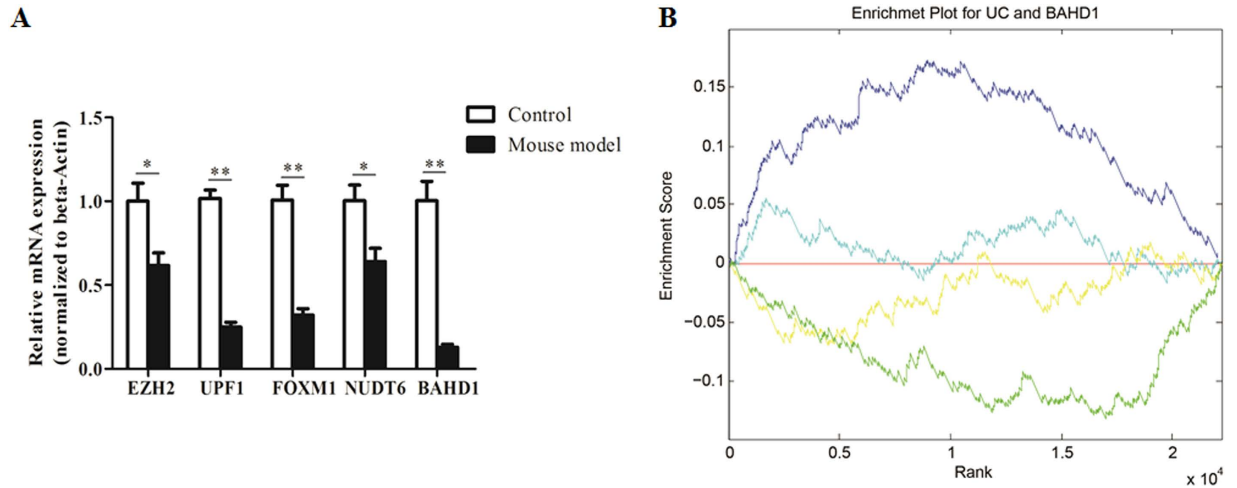 A
Relative mRNA expression
(normalized to beta-Actin)
1.5
1.0
0.5
0.0
* ** ** * **
EZH2 UPF1 FOXM1 NUDT6 BAHD1
Control
Mouse model
B
Enrichmet Plot for UC and BAHD1
Enrichment Score
0.15
0.1
0.05
0
−0.05
−0.1
0 0.5 1 1.5 2
Rank
x 10⁴